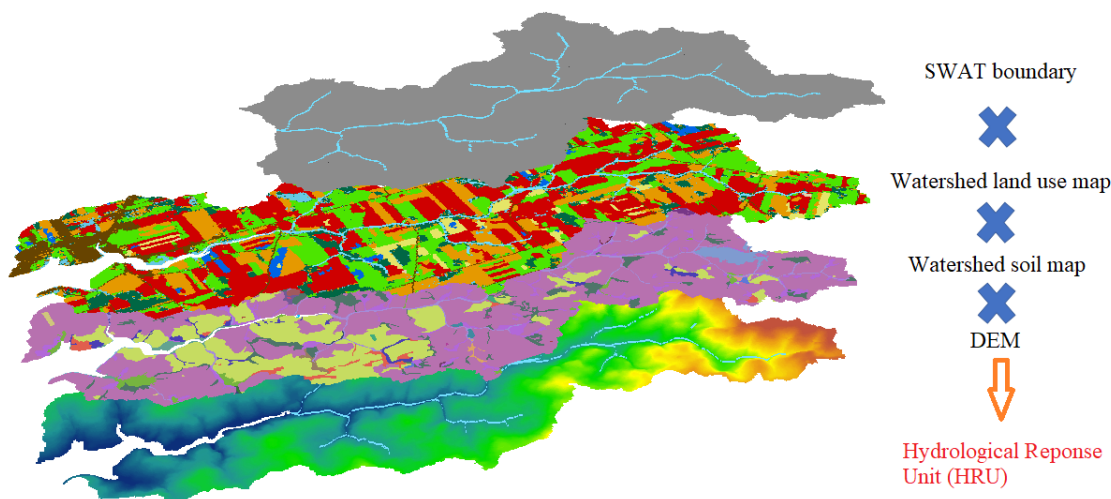 SWAT boundary
Watershed land use map
Watershed soil map
DEM
Hydrological Reponse
Unit (HRU)